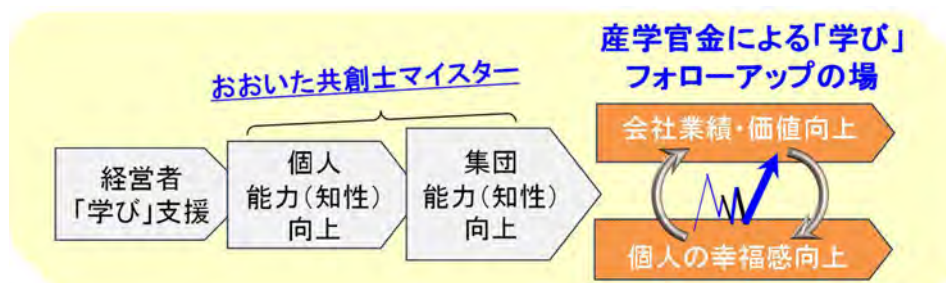 産学官金による「学び」
フォローアップの場
おおいた共創士マイスター
経営者
「学び」支援
個人
能力(知性)
向上
集団
能力(知性)
向上
会社業績・価値向上
個人の幸福感向上